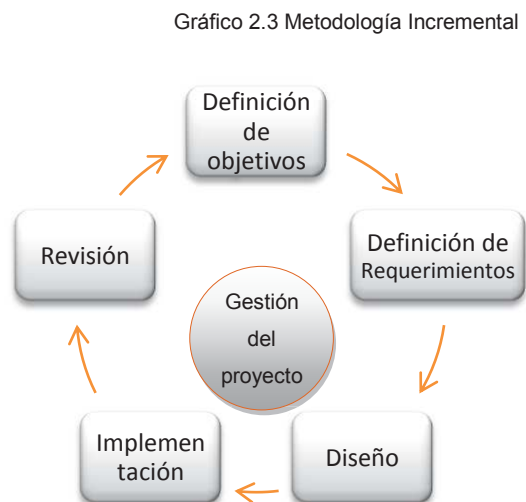 Gráfico 2.3 Metodología Incremental
Definición
de
objetivos
Definición de
Requerimientos
Diseño
Implemen
tación
Revisión
Gestión
del
proyecto